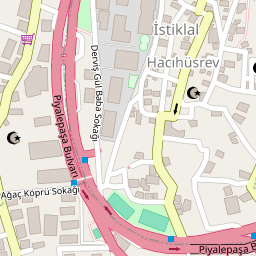 İstiklal
Hacıhüsrev
Derviş Gül Baba Sokağı
Piyalepaşa Bulvarı
Ağaç Köprü Sokağı
Piyalepaşa